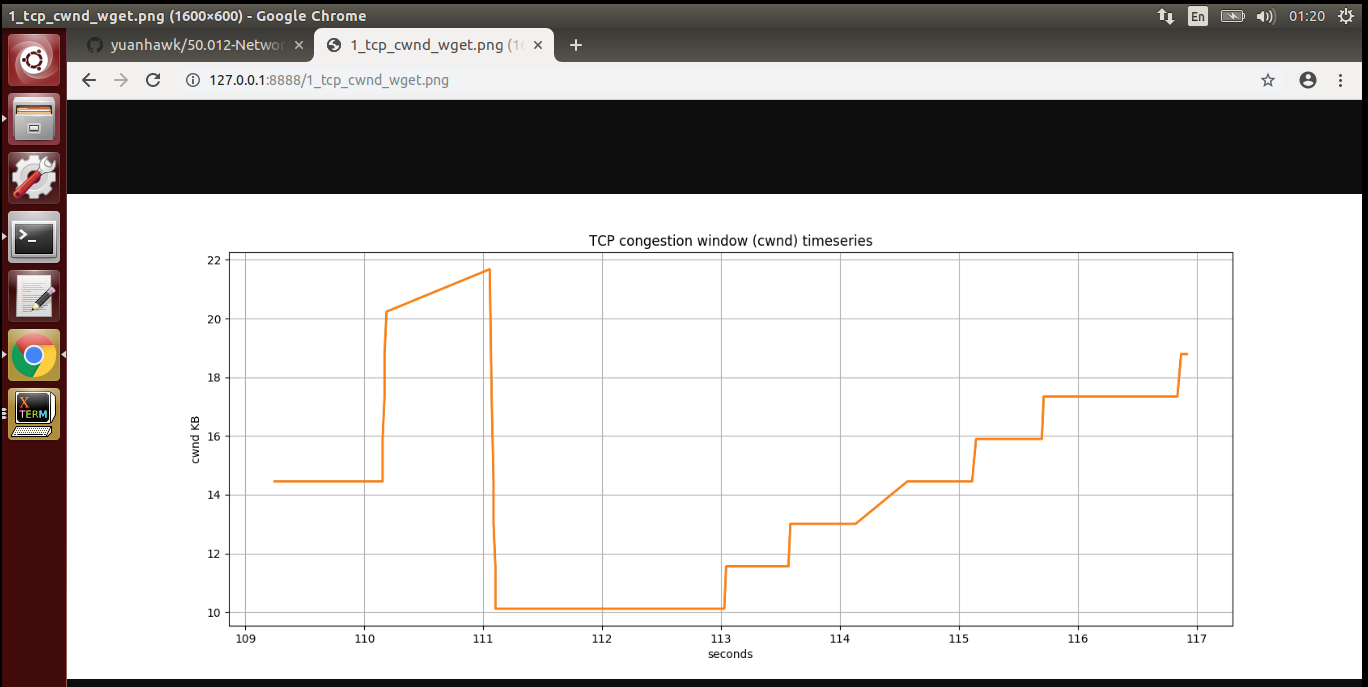 1_tcp_cwnd_wget.png (1600×600) - Google Chrome
En
01:20
yuanhawk/50.012-Networ
1_tcp_cwnd_wget.png (10
127.0.0.1:8888/1_tcp_cwnd_wget.png
X
TERM
TCP congestion window (cwnd) timeseries
cwnd KB
22
20
18
16
14
12
10
109 110 111 112 113 114 115 116 117
seconds